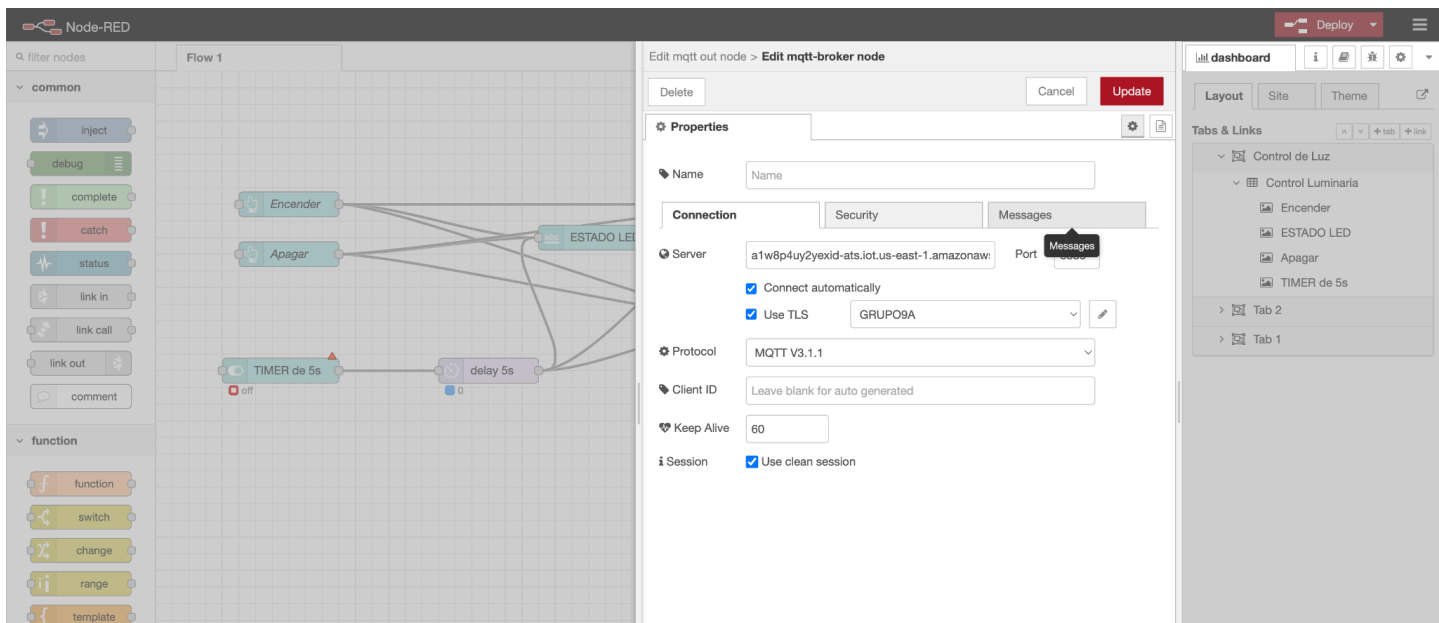 Node-RED
Deploy
filter nodes
Flow 1
Edit mqtt out node > Edit mqtt-broker node
dashboard
common
Delete
Cancel
Update
Layout
Site
Theme
Properties
Tabs & Links
tab
link
inject
debug
complete
catch
status
link in
link call
link out
comment
function
function
switch
change
range
template
Encender
Apagar
ESTADO LED
TIMER de 5s
off
delay 5s
0
Name
Name
Connection
Security
Messages
Messages
Server
a1w8p4uy2yexid-ats.iot.us-east-1.amazonaw
Port
Connect automatically
Use TLS
GRUPO9A
Protocol
MQTT V3.1.1
Client ID
Leave blank for auto generated
Keep Alive
60
Session
Use clean session
Control de Luz
Control Luminaria
Encender
ESTADO LED
Apagar
TIMER de 5s
Tab 2
Tab 1